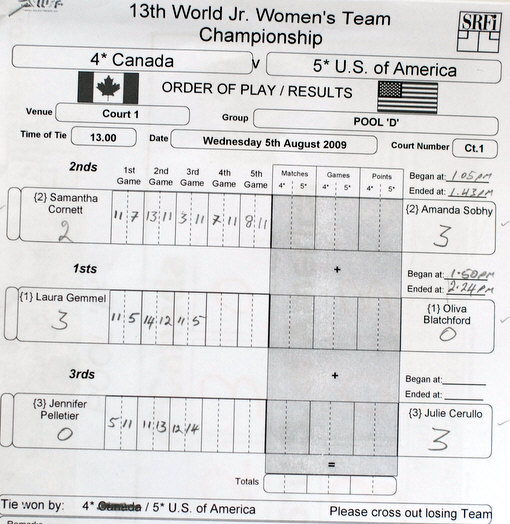 13th World Jr. Women's Team
Championship
SRFi
4* Canada v 5* U.S. of America
ORDER OF PLAY / RESULTS
Venue Court 1 Group POOL 'D'
Time of Tie 13.00 Date Wednesday 5th August 2009 Court Number Ct.1
2nds 1st Game 2nd Game 3rd Game 4th Game 5th Game Matches Games Points
4* 5* 4* 5* 4* 5*
Began at: 1.05pm
Ended at: 1.43pm
{2} Samantha Cornett 2 11 7 13 11 3 11 7 11 8 11 {2} Amanda Sobhy 3
1sts + Began at: 1.50pm
Ended at: 2.24pm
{1} Laura Gemmel 3 11 5 14 12 11 5 {1} Oliva Blatchford 0
3rds + Began at:
Ended at:
{3} Jennifer Pelletier 0 5 11 11 13 12 14 {3} Julie Cerullo 3
=
Totals
Tie won by: 4* Canada / 5* U.S. of America Please cross out losing Team
Remarks